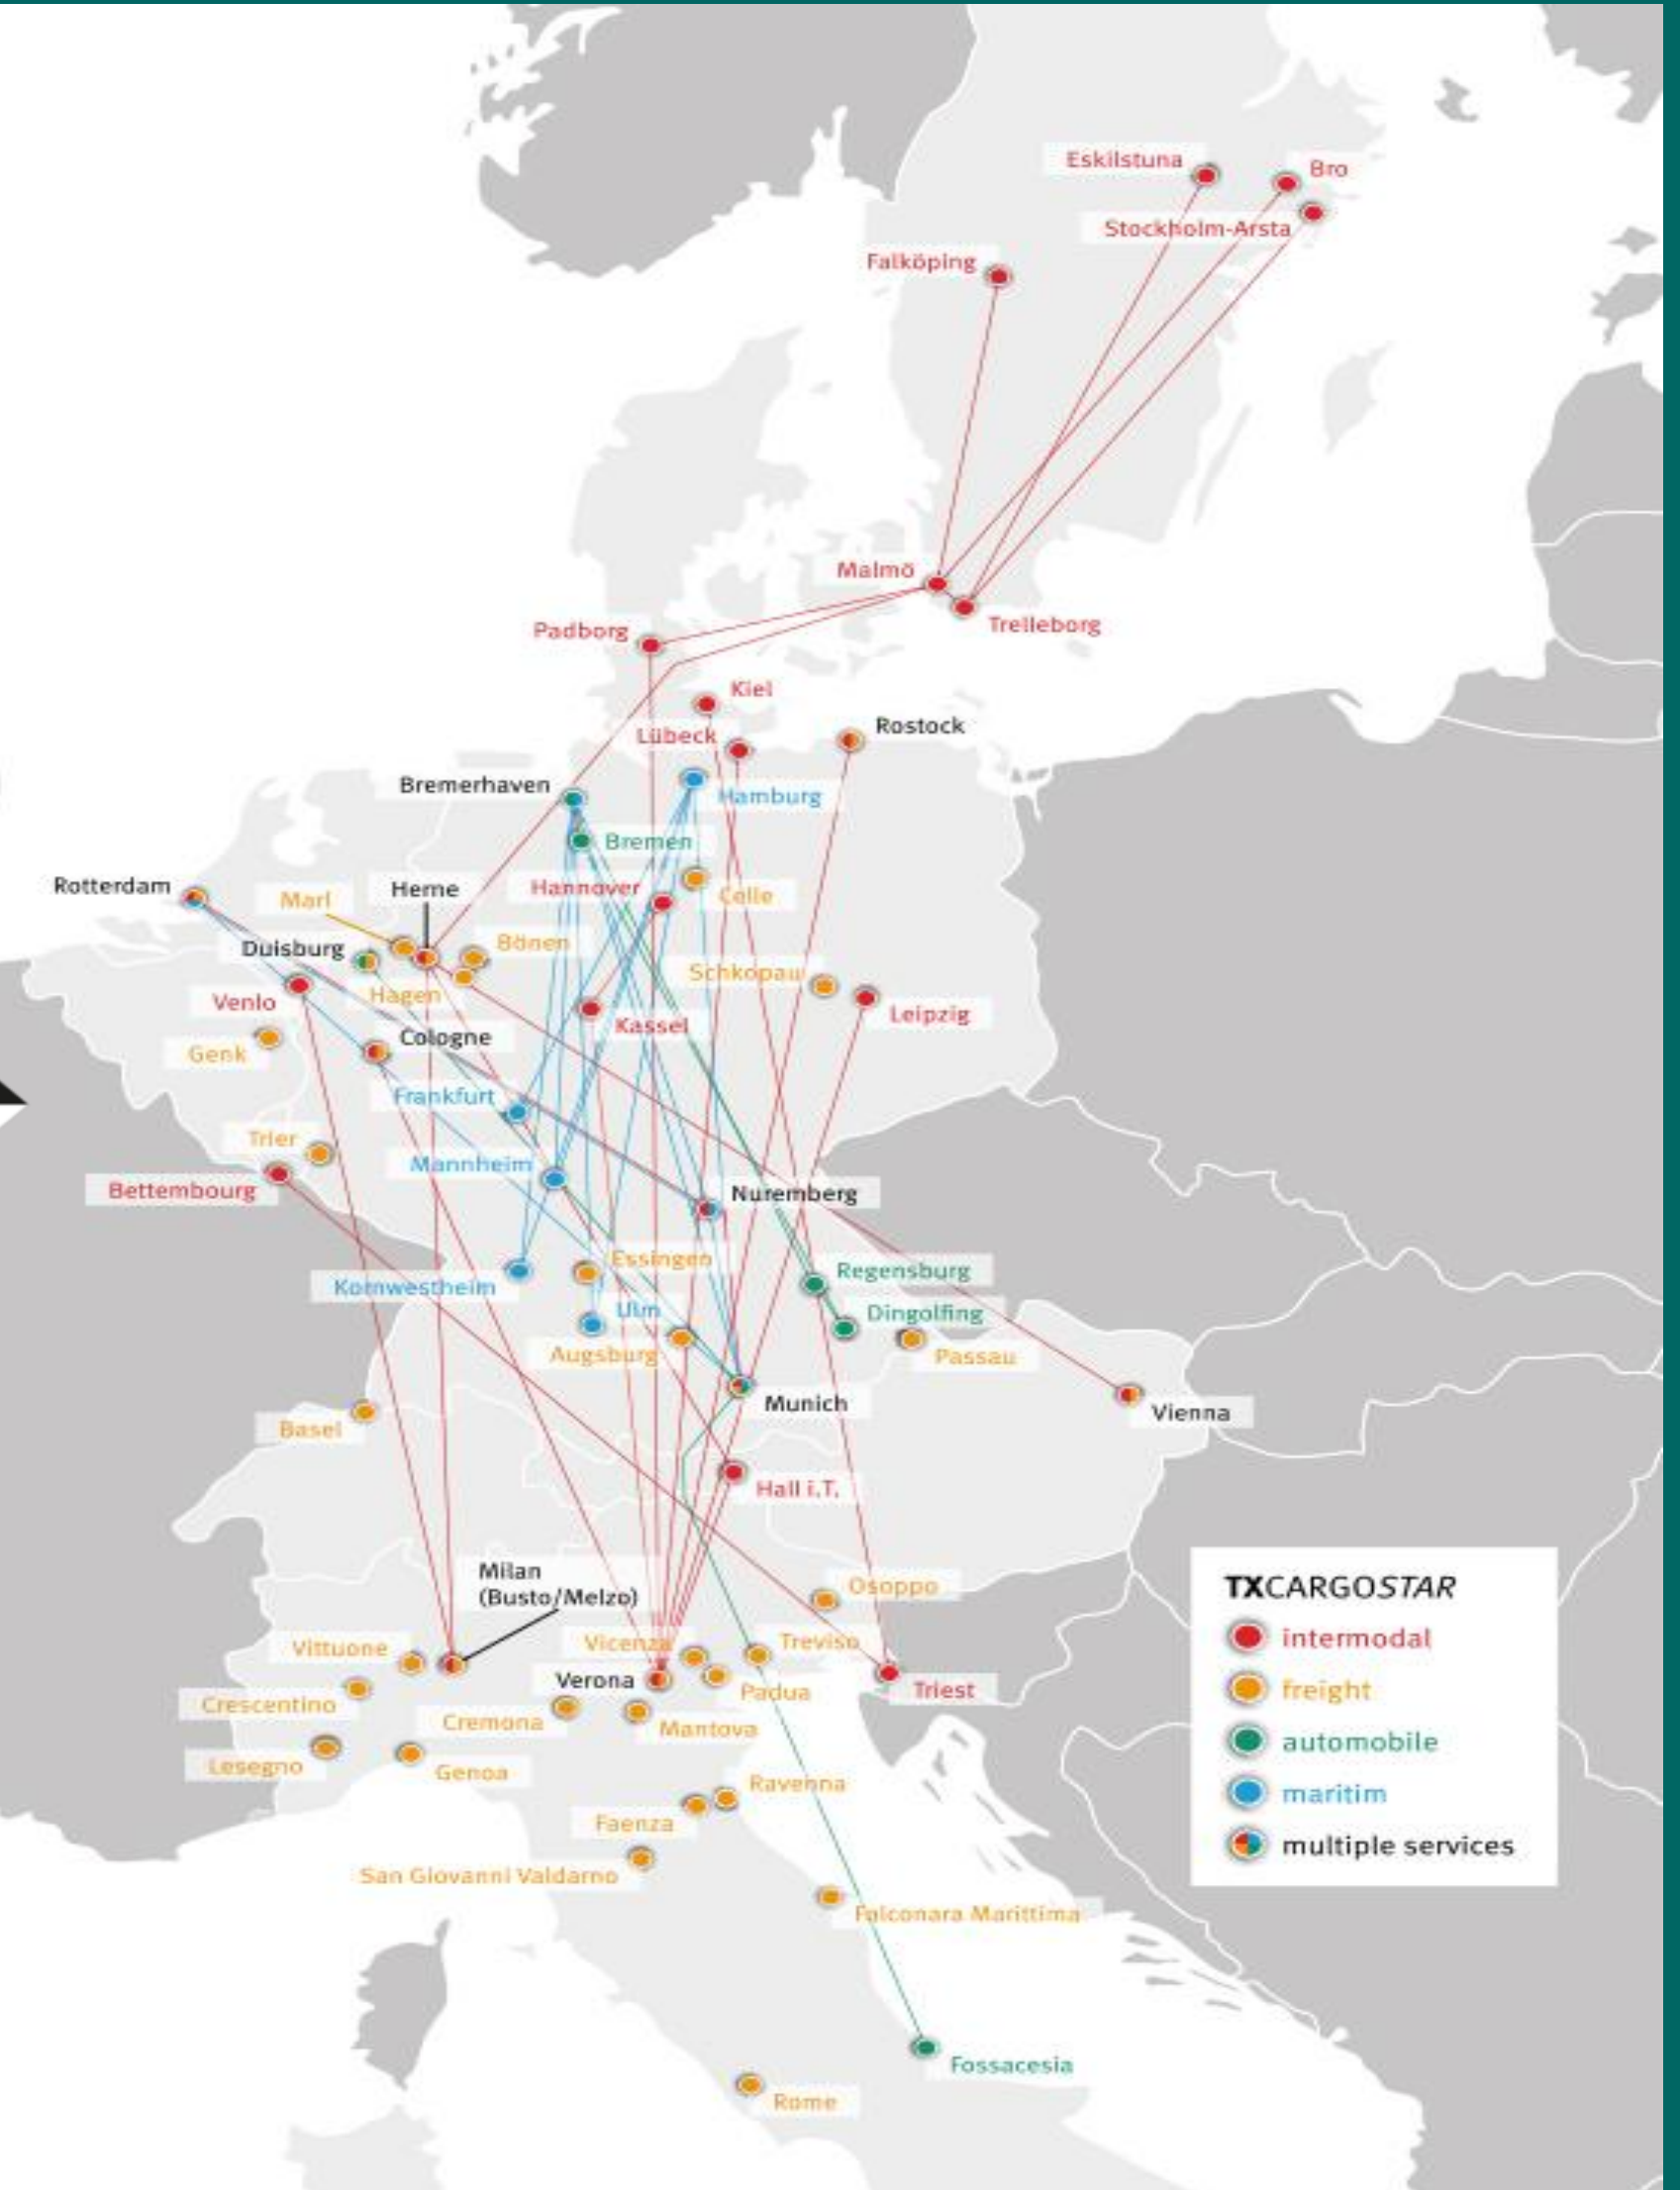 Eskilstuna
Bro
Stockholm-Arsta
Falköping
Malmö
Trelleborg
Padborg
Kiel
Rostock
Lübeck
Bremerhaven
Hamburg
Bremen
Rotterdam
Marl
Herne
Hannover
Celle
Duisburg
Bönen
Schkopau
Hagen
Venlo
Leipzig
Kassel
Cologne
Genk
Frankfurt
Trier
Mannheim
Bettembourg
Nuremberg
Essingen
Regensburg
Kornwestheim
Ulm
Dingolfing
Augsburg
Passau
Munich
Vienna
Basel
Hall i.T.
Milan
(Busto/Melzo)
Osoppo
Vittuone
Vicenza
Treviso
Verona
Padua
Triest
Crescentino
Cremona
Mantova
Lesegno
Genoa
Ravenna
Faenza
San Giovanni Valdarno
Falconara Marittima
Fossacesia
Rome
TXCARGOSTAR
intermodal
freight
automobile
maritim
multiple services